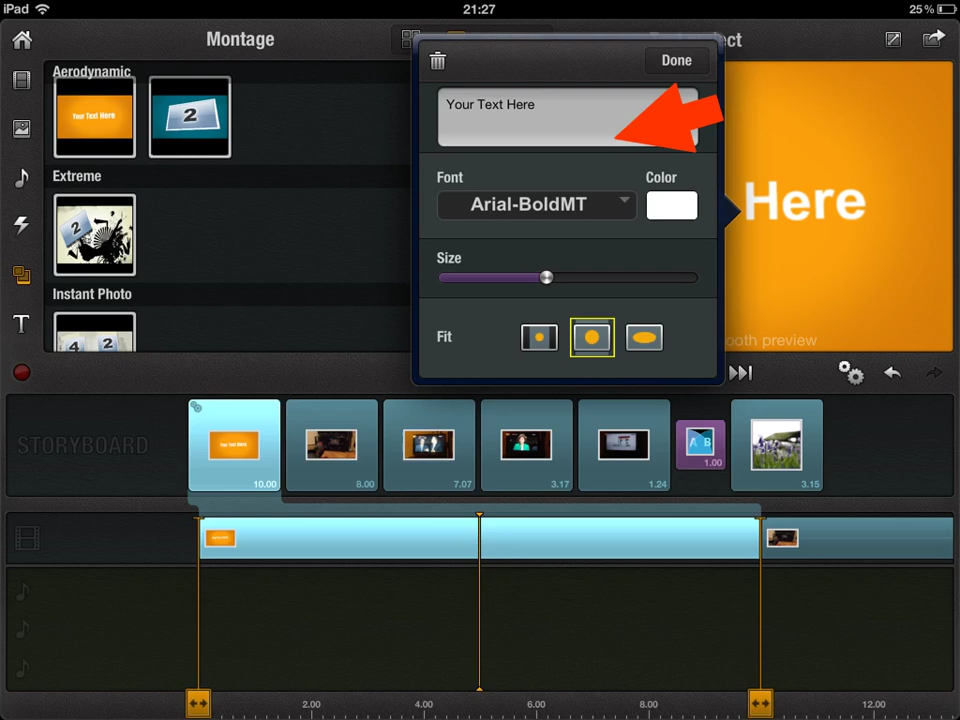 iPad
21:27
25%
Montage
ect
Done
Aerodynamic
Your Text Here
2
Your Text Here
Extreme
2
Font
Color
Arial-BoldMT
Here
Size
Instant Photo
4 2
Fit
ooth preview
STORYBOARD
Your Text Here
10.00
8.00
7.07
3.17
1.24
A B
1.00
3.15
2.00
4.00
6.00
8.00
12.00